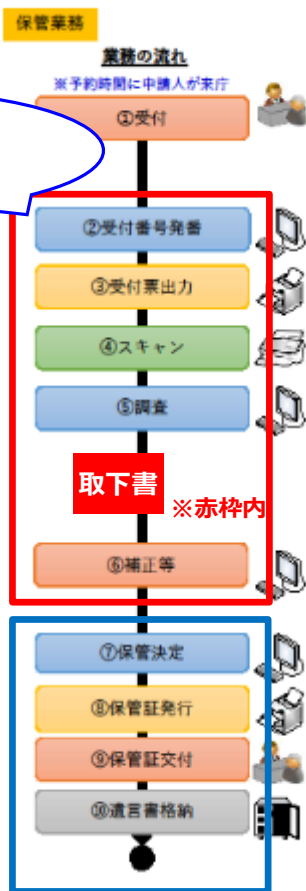 保管業務
業務の流れ
※予約時間に申請人が来庁
①受付
②受付番号発番
③受付票出力
④スキャン
⑤調査
取下書
※赤枠内
⑥補正等
⑦保管決定
⑧保管証発行
⑨保管証交付
⑩遺言書格納